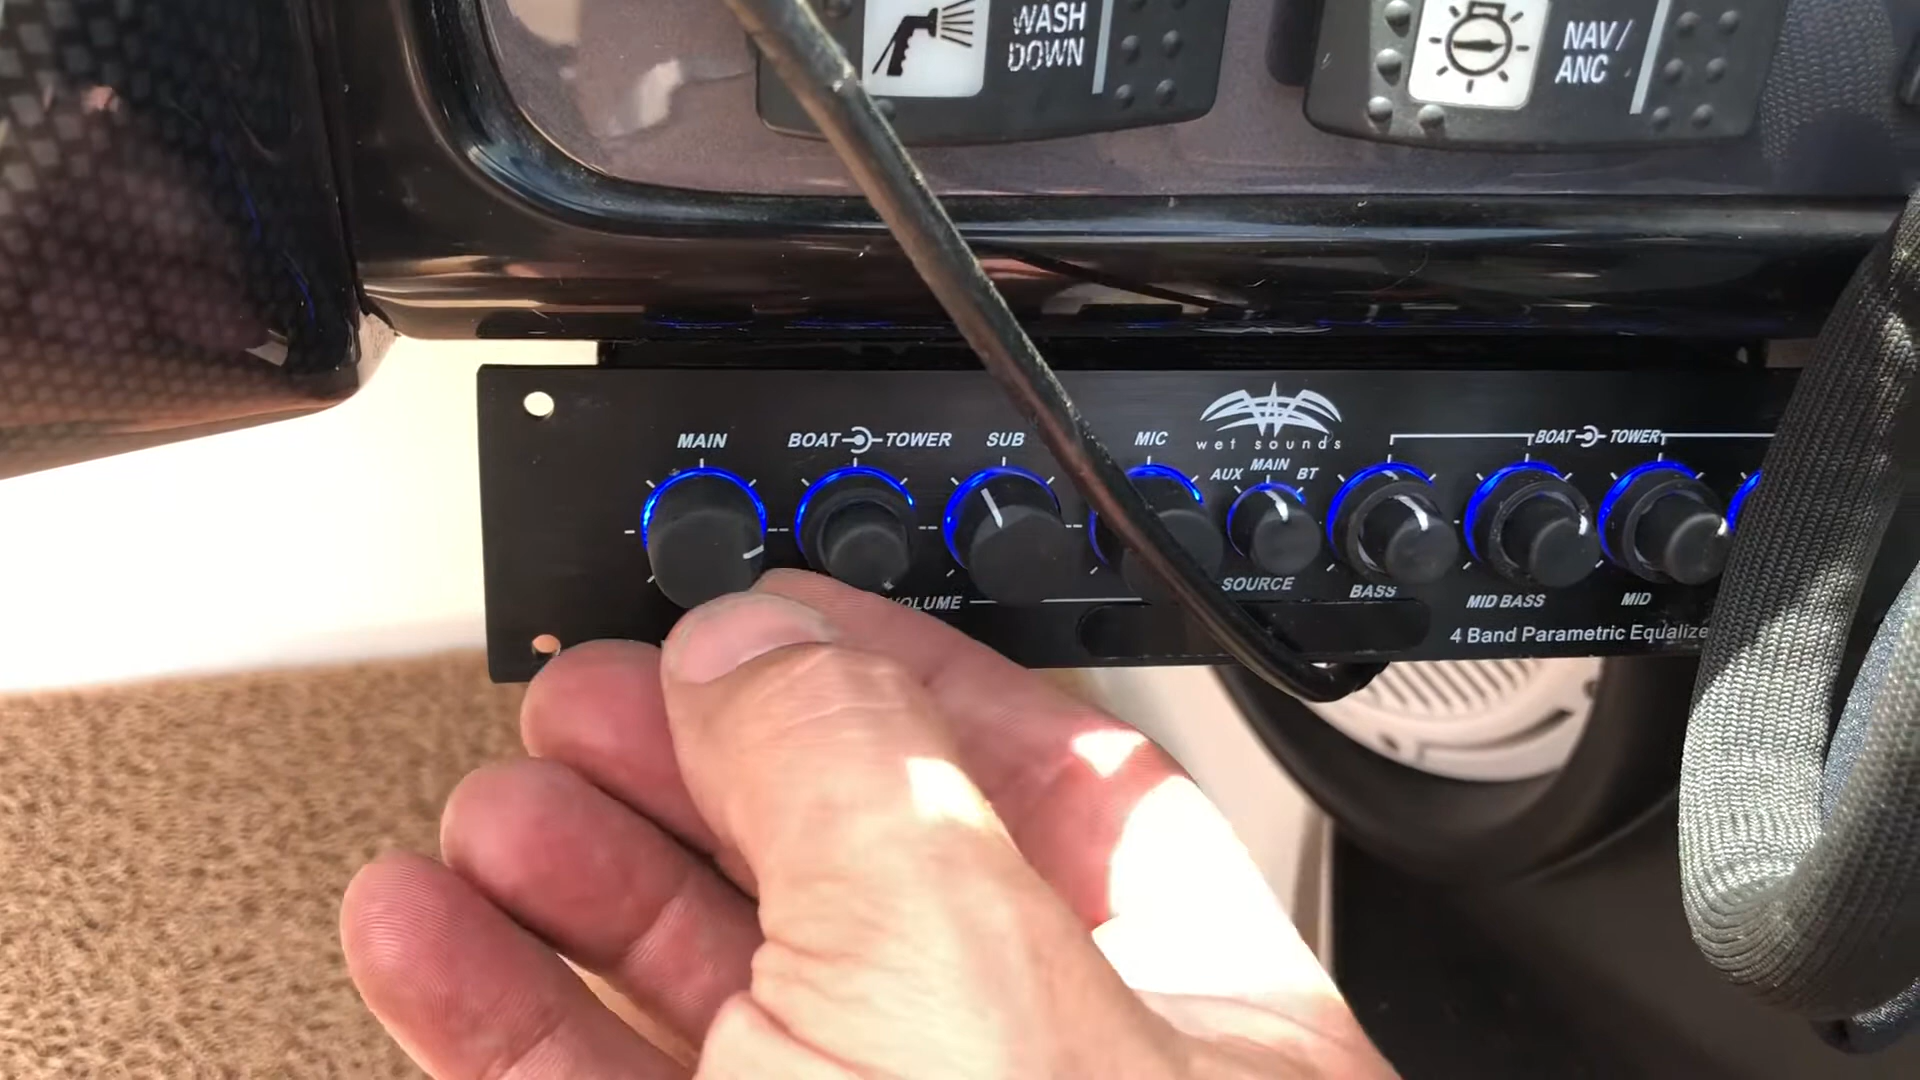 WASH
DOWN
NAV/
ANC
MAIN
BOAT TOWER
SUB
MIC
wet sounds
AUX MAIN BT
BOAT TOWER
VOLUME
SOURCE
BASS
MID BASS
MID
4 Band Parametric Equalize